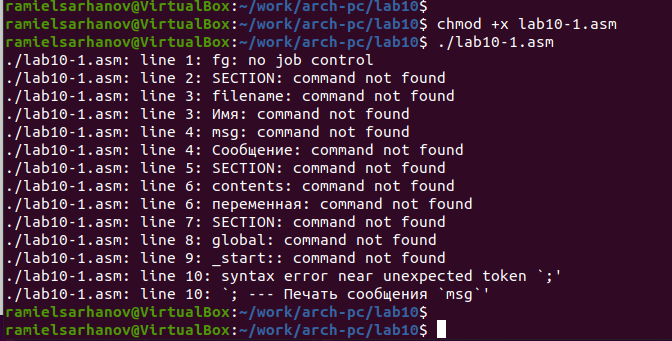 ramielsarhanov@VirtualBox:~/work/arch-pc/lab10$
ramielsarhanov@VirtualBox:~/work/arch-pc/lab10$ chmod +x lab10-1.asm
ramielsarhanov@VirtualBox:~/work/arch-pc/lab10$ ./lab10-1.asm
./lab10-1.asm: line 1: fg: no job control
./lab10-1.asm: line 2: SECTION: command not found
./lab10-1.asm: line 3: filename: command not found
./lab10-1.asm: line 3: Имя: command not found
./lab10-1.asm: line 4: msg: command not found
./lab10-1.asm: line 4: Сообщение: command not found
./lab10-1.asm: line 5: SECTION: command not found
./lab10-1.asm: line 6: contents: command not found
./lab10-1.asm: line 6: переменная: command not found
./lab10-1.asm: line 7: SECTION: command not found
./lab10-1.asm: line 8: global: command not found
./lab10-1.asm: line 9: _start:: command not found
./lab10-1.asm: line 10: syntax error near unexpected token `;'
./lab10-1.asm: line 10: `; --- Печать сообщения `msg`'
ramielsarhanov@VirtualBox:~/work/arch-pc/lab10$
ramielsarhanov@VirtualBox:~/work/arch-pc/lab10$